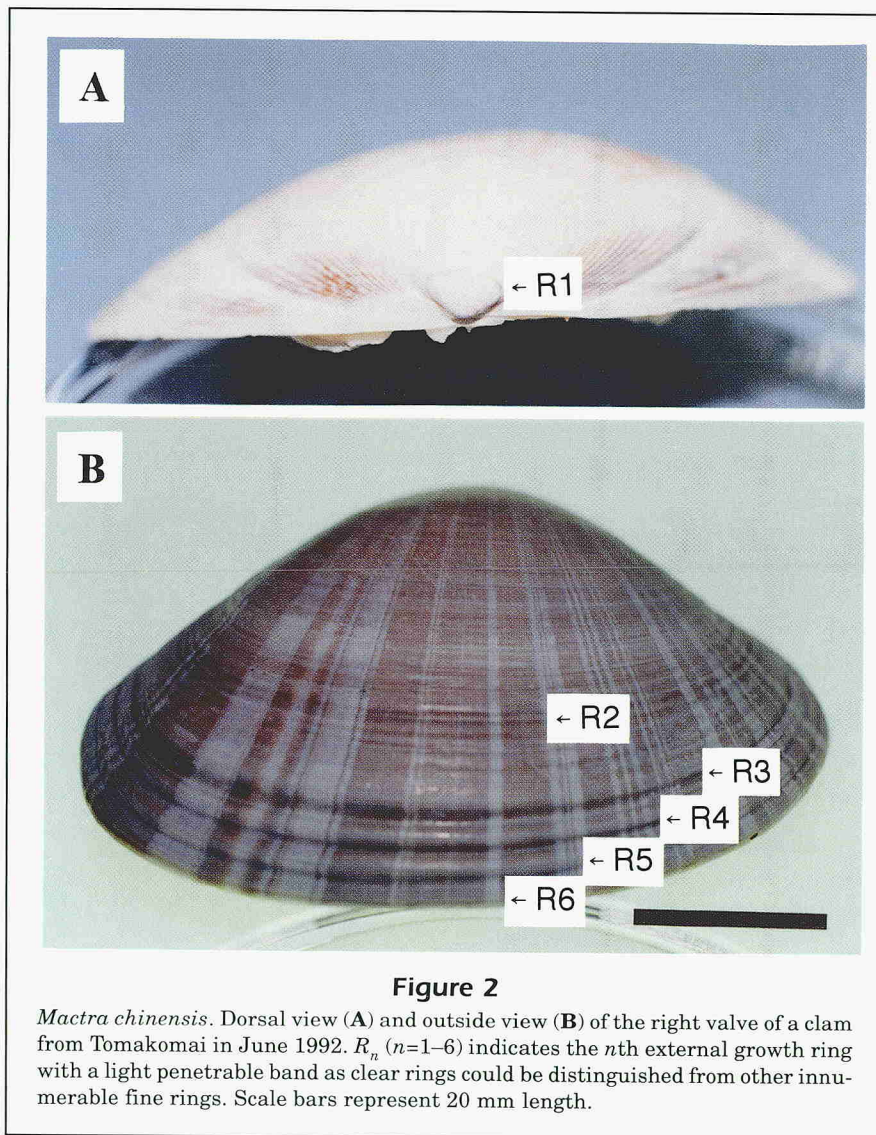 A
← R1
B
← R2
← R3
← R4
← R5
← R6
Figure 2
Mactra chinensis. Dorsal view (A) and outside view (B) of the right valve of a clam
from Tomakomai in June 1992. Rn (n=1–6) indicates the nth external growth ring
with a light penetrable band as clear rings could be distinguished from other innu-
merable fine rings. Scale bars represent 20 mm length.